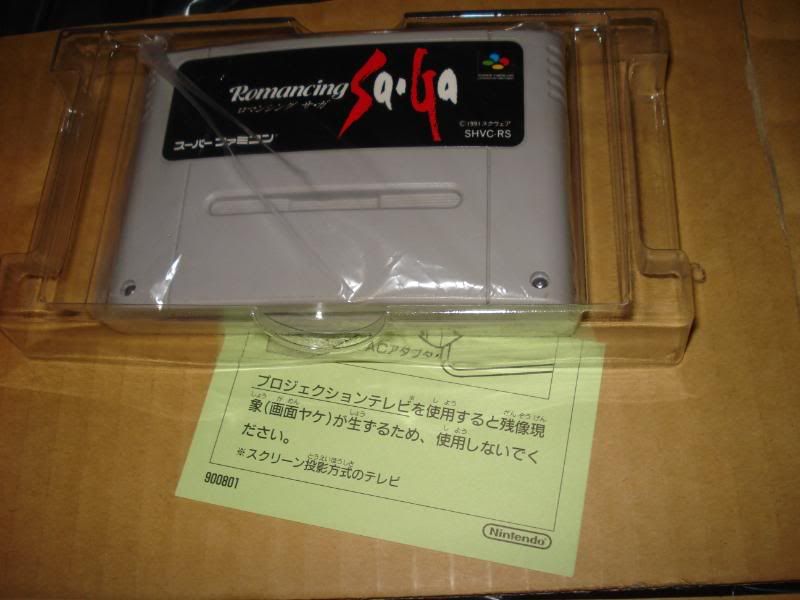 Romancing Sa·Ga
ロマンシング サ・ガ
スーパーファミコン
©1991 スクウェア
SHVC-RS
ACアダプタ
プロジェクションテレビを使用すると残像現
象(画面ヤケ)が生ずるため、使用しないでく
ださい。
※スクリーン投影方式のテレビ
900801
Nintendo